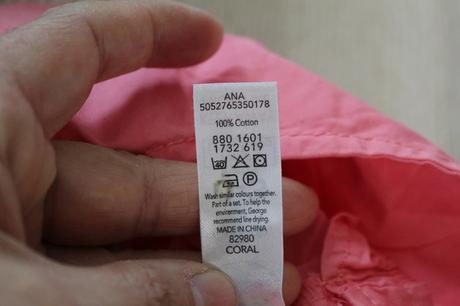 ANA
5052765350178
100% Cotton
880 1601
1732 619
40
P
Wash similar colours together.
Part of a set. To help the
environment, George
recommend line drying.
MADE IN CHINA
82980
CORAL